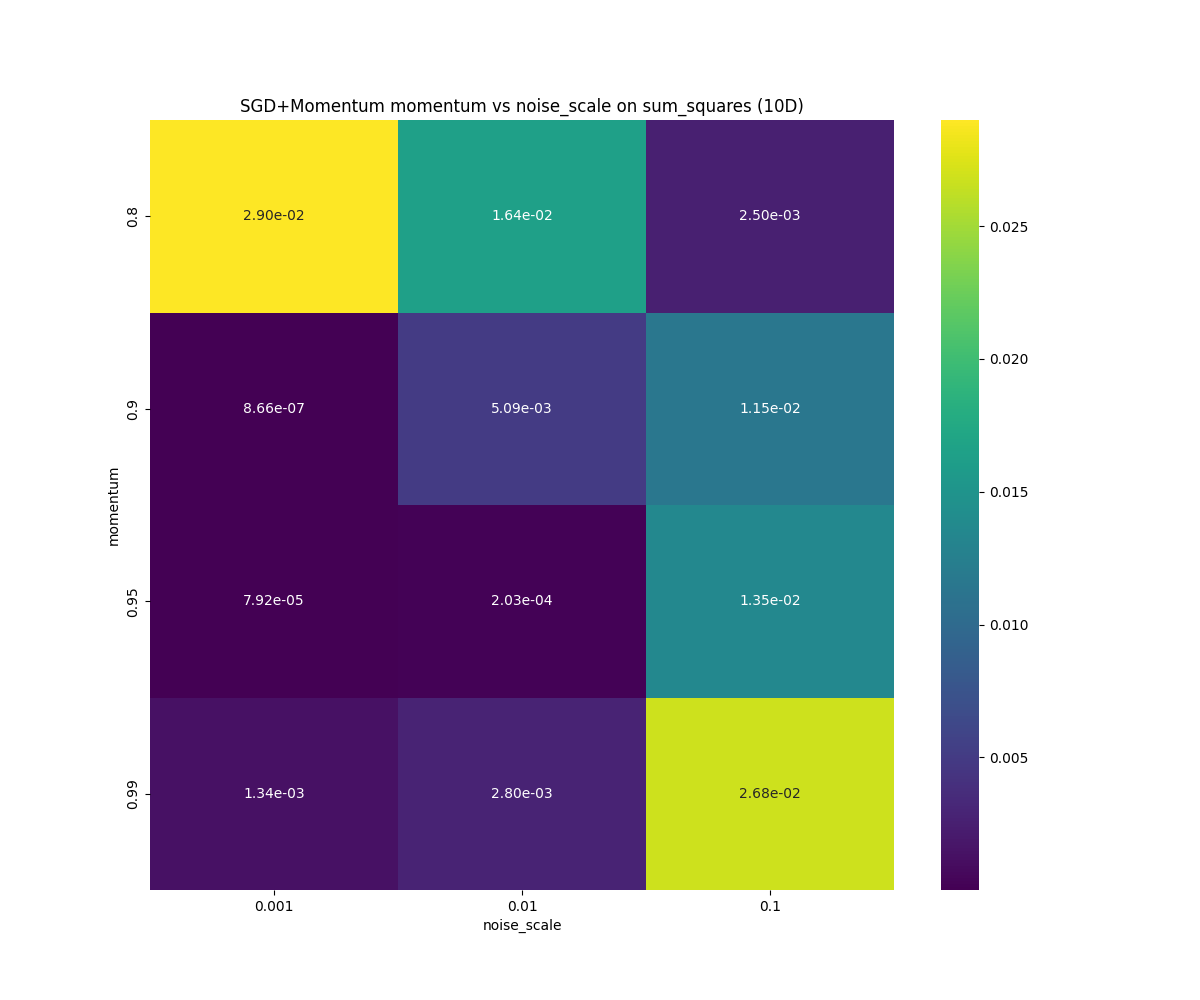 SGD+Momentum momentum vs noise_scale on sum_squares (10D)
0.8
2.90e-02
1.64e-02
2.50e-03
0.9
8.66e-07
5.09e-03
1.15e-02
0.95
7.92e-05
2.03e-04
1.35e-02
0.99
1.34e-03
2.80e-03
2.68e-02
momentum
0.001
0.01
0.1
noise_scale
0.025
0.020
0.015
0.010
0.005